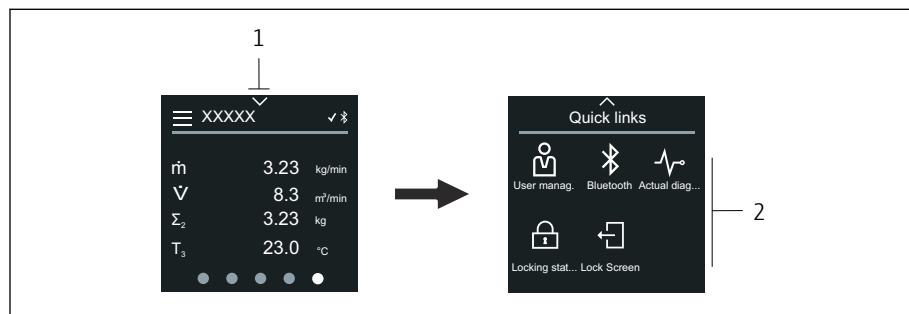 1
XXXXX
ṁ 3.23 kg/min
V̇ 8.3 m³/min
Σ₂ 3.23 kg
T₃ 23.0 °C
Quick links
User manag. Bluetooth Actual diag...
Locking stat... Lock Screen
2